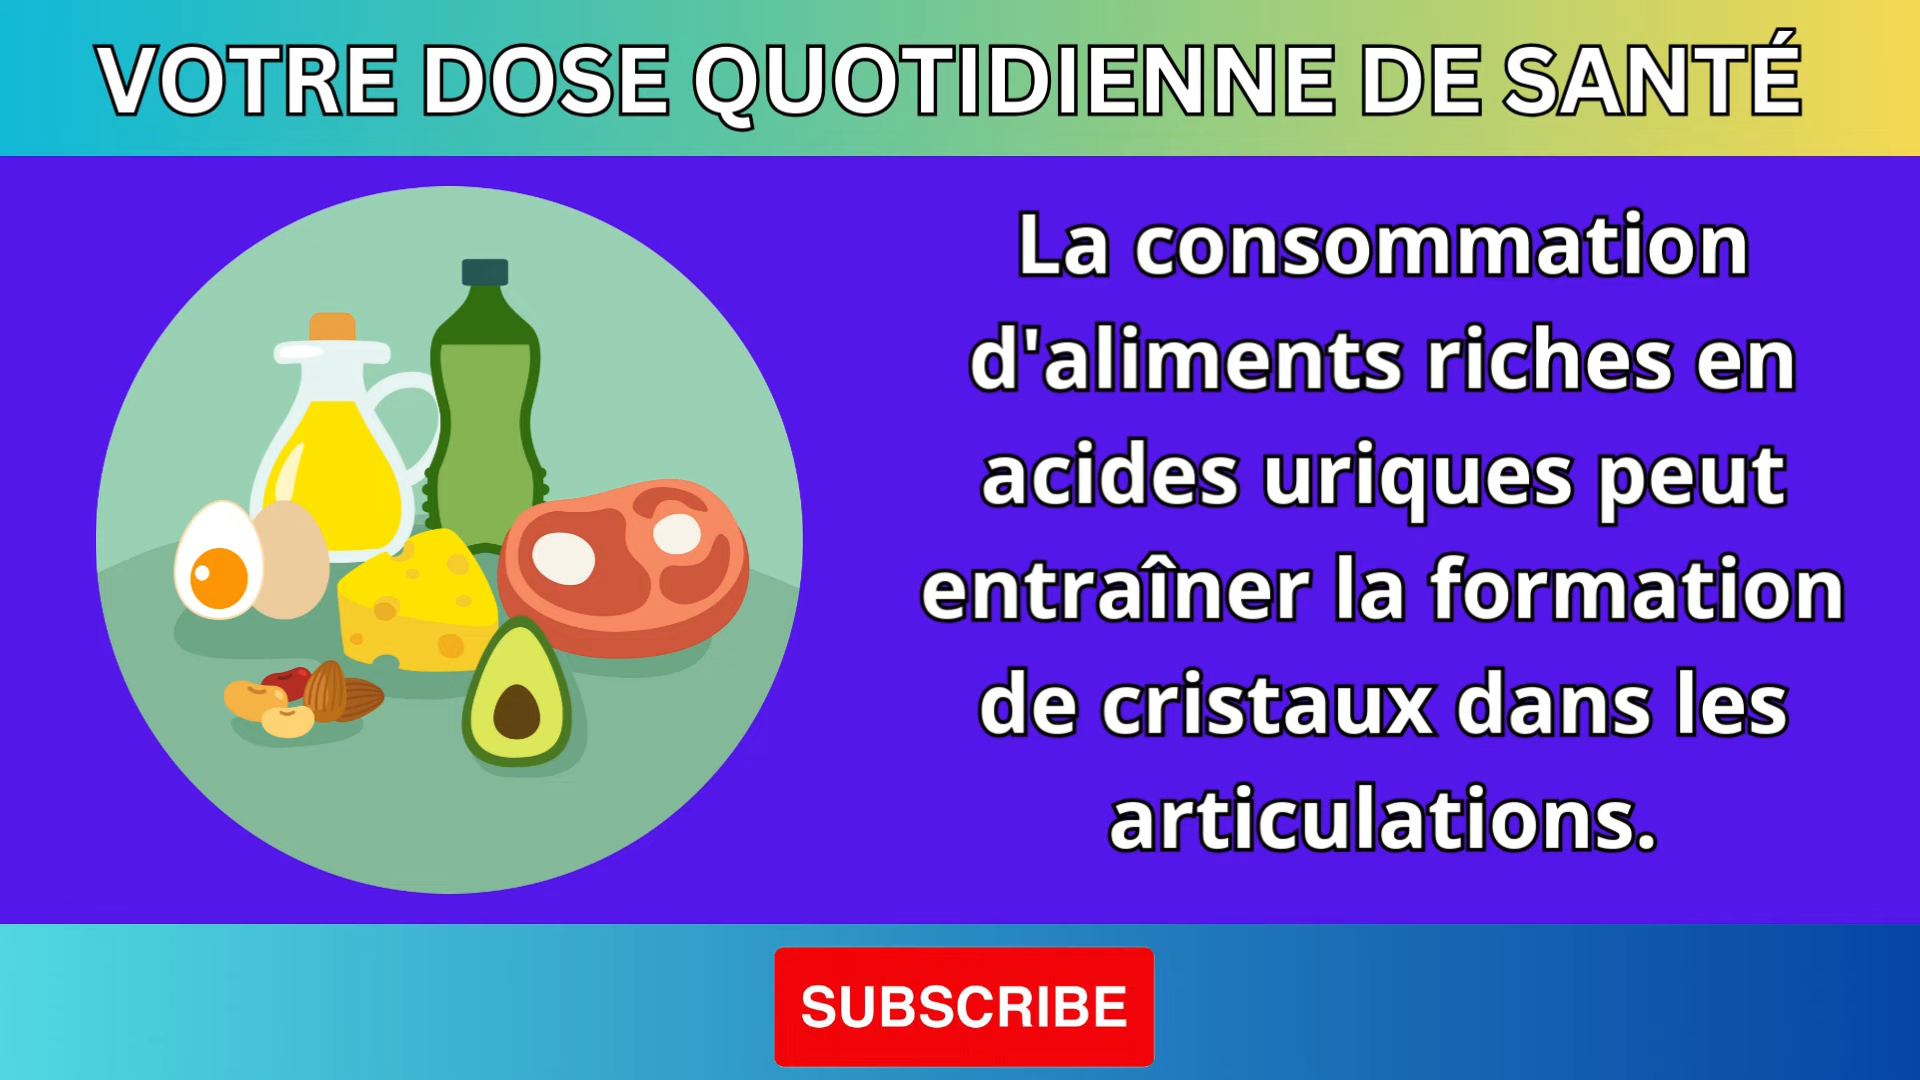 VOTRE DOSE QUOTIDIENNE DE SANTÉ
La consommation
d'aliments riches en
acides uriques peut
entraîner la formation
de cristaux dans les
articulations.
SUBSCRIBE